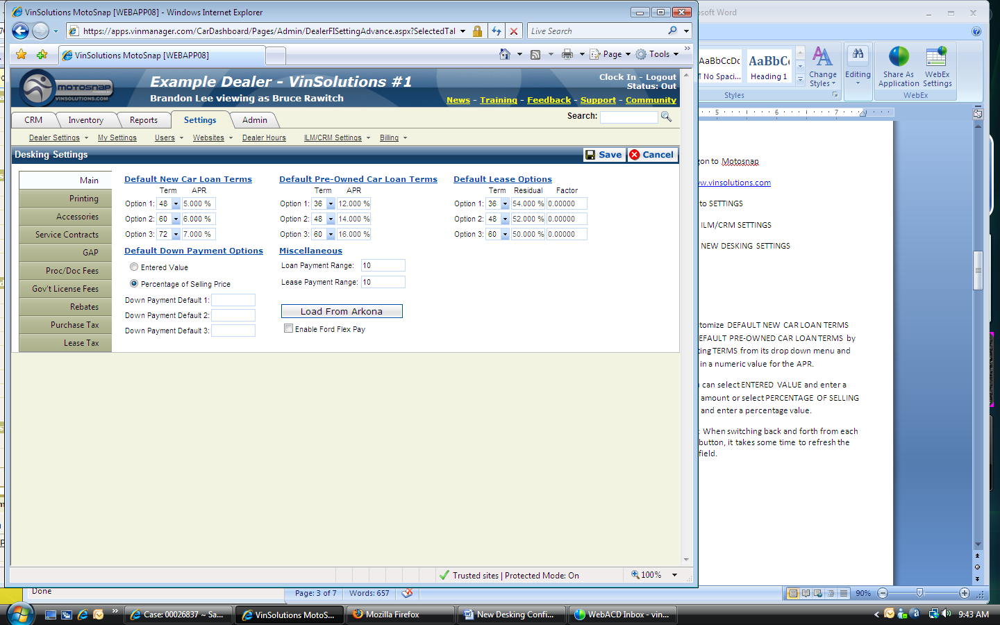 VinSolutions MotoSnap [WEBAPP08] - Windows Internet Explorer
https://apps.vinmanager.com/CarDashboard/Pages/Admin/DealerFISettingAdvance.aspx?SelectedTal
Live Search
VinSolutions MotoSnap [WEBAPP08]
Page
Tools
MOTOSNAP
VINSOLUTIONS.COM
Example Dealer - VinSolutions #1
Brandon Lee viewing as Bruce Rawitch
Clock In - Logout
Status: Out
News - Training - Feedback - Support - Community
CRM Inventory Reports Settings Admin
Search:
Dealer Settings My Settings Users Websites Dealer Hours ILM/CRM Settings Billing
Desking Settings
Save Cancel
Main
Printing
Accessories
Service Contracts
GAP
Proc/Doc Fees
Gov't License Fees
Rebates
Purchase Tax
Lease Tax
Default New Car Loan Terms
Term APR
Option 1: 48 5.000 %
Option 2: 60 6.000 %
Option 3: 72 7.000 %
Default Pre-Owned Car Loan Terms
Term APR
Option 1: 36 12.000 %
Option 2: 48 14.000 %
Option 3: 60 16.000 %
Default Lease Options
Term Residual Factor
Option 1: 36 54.000 % 0.00000
Option 2: 48 52.000 % 0.00000
Option 3: 60 50.000 % 0.00000
Default Down Payment Options
Entered Value
Percentage of Selling Price
Down Payment Default 1:
Down Payment Default 2:
Down Payment Default 3:
Miscellaneous
Loan Payment Range: 10
Lease Payment Range: 10
Load From Arkona
Enable Ford Flex Pay
Trusted sites | Protected Mode: On
100%
osoft Word
AaBbCcDc
¶ No Spaci...
AaBbC
Heading 1
Change Styles
Styles
Editing
Share As Application
WebEx Settings
WebEx
5 6 7
on to Motosnap
w.vinsolutions.com
to SETTINGS
ILM/CRM SETTINGS
NEW DESKING SETTINGS
stomize DEFAULT NEW CAR LOAN TERMS
EFAULT PRE-OWNED CAR LOAN TERMS by
ting TERMS from its drop down menu and
in a numeric value for the APR.
can select ENTERED VALUE and enter a
amount or select PERCENTAGE OF SELLING
and enter a percentage value.
: When switching back and forth from each
button, it takes some time to refresh the
field.
Done
Page: 3 of 7 Words: 657
90%
Case: 00026837 ~ Sa...
VinSolutions MotoS...
Mozilla Firefox
New Desking Confi...
WebACD Inbox - vin...
9:43 AM